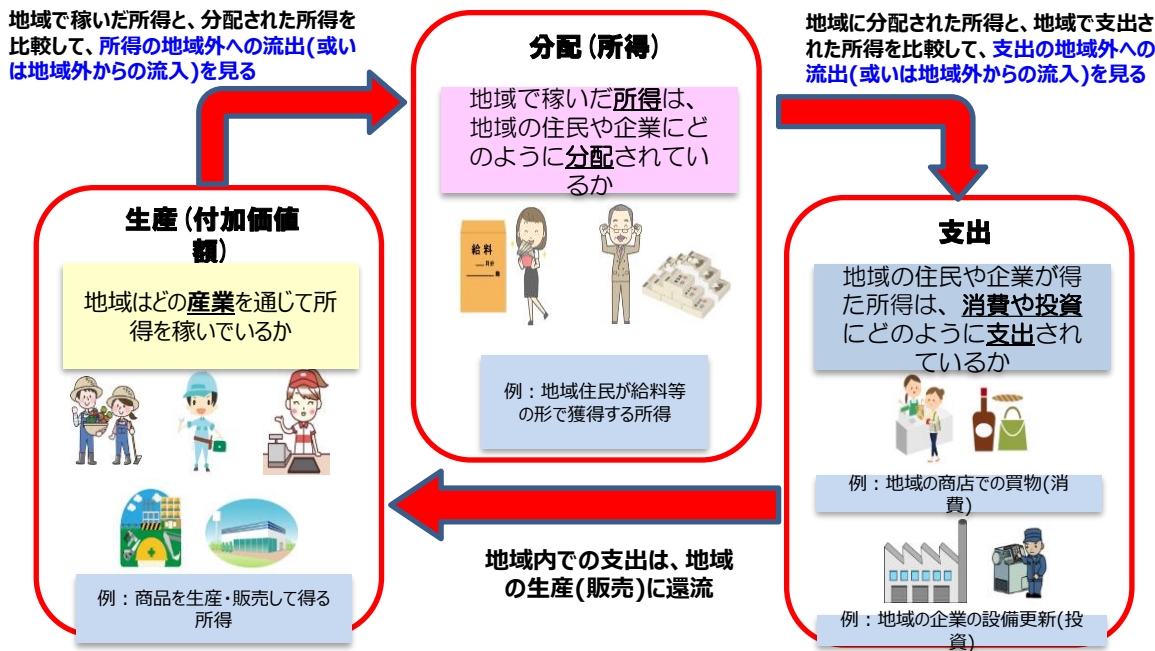 地域で稼いだ所得と、分配された所得を
比較して、所得の地域外への流出(或い
は地域外からの流入)を見る
分配(所得)
地域で稼いだ所得は、
地域の住民や企業にど
のように分配されてい
るか
給料
月分
例：地域住民が給料等
の形で獲得する所得
地域に分配された所得と、地域で支出さ
れた所得を比較して、支出の地域外への
流出(或いは地域外からの流入)を見る
生産(付加価値
額)
地域はどの産業を通じて所
得を稼いでいるか
例：商品を生産・販売して得る
所得
支出
地域の住民や企業が得
た所得は、消費や投資
にどのように支出され
ているか
例：地域の商店での買物(消
費)
例：地域の企業の設備更新(投
資)
地域内での支出は、地域
の生産(販売)に還流